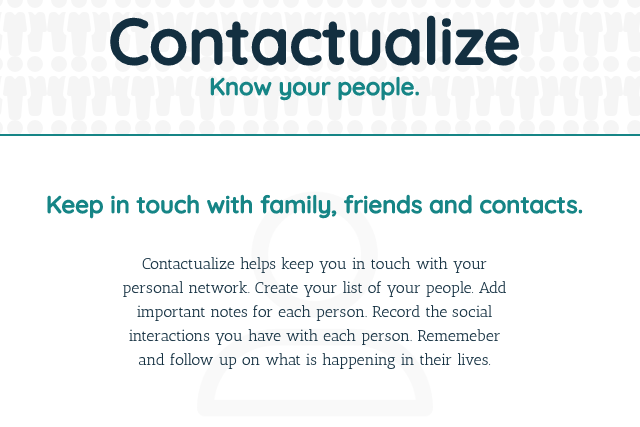 Contactualize
Know your people.
Keep in touch with family, friends and contacts.
Contactualize helps keep you in touch with your
personal network. Create your list of your people. Add
important notes for each person. Record the social
interactions you have with each person. Rememeber
and follow up on what is happening in their lives.